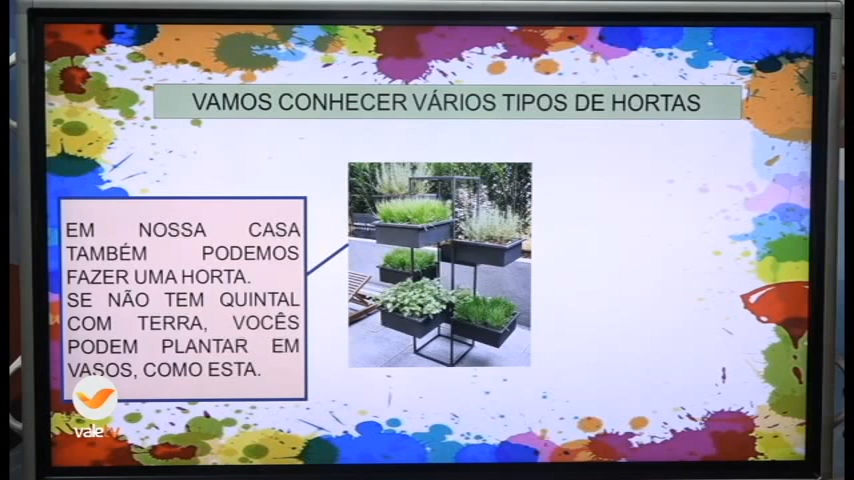 VAMOS CONHECER VÁRIOS TIPOS DE HORTAS
EM NOSSA CASA
TAMBÉM PODEMOS
FAZER UMA HORTA.
SE NÃO TEM QUINTAL
COM TERRA, VOCÊS
PODEM PLANTAR EM
VASOS, COMO ESTA.
valetv